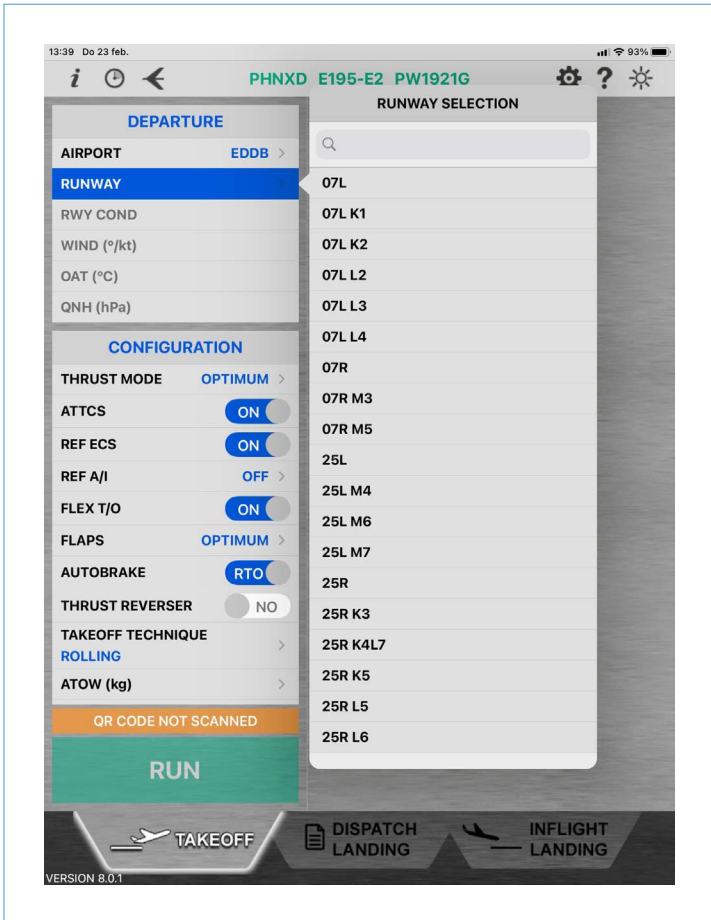 13:39 Do 23 feb.
93%
i
PHNXD E195-E2 PW1921G
?
DEPARTURE
AIRPORT EDDB >
RUNWAY
RWY COND
WIND (º/kt)
OAT (ºC)
QNH (hPa)
CONFIGURATION
THRUST MODE OPTIMUM >
ATTCS ON
REF ECS ON
REF A/I OFF >
FLEX T/O ON
FLAPS OPTIMUM >
AUTOBRAKE RTO
THRUST REVERSER NO
TAKEOFF TECHNIQUE >
ROLLING
ATOW (kg) >
QR CODE NOT SCANNED
RUN
RUNWAY SELECTION
07L
07L K1
07L K2
07L L2
07L L3
07L L4
07R
07R M3
07R M5
25L
25L M4
25L M6
25L M7
25R
25R K3
25R K4L7
25R K5
25R L5
25R L6
TAKEOFF
DISPATCH
LANDING
INFLIGHT
LANDING
VERSION 8.0.1